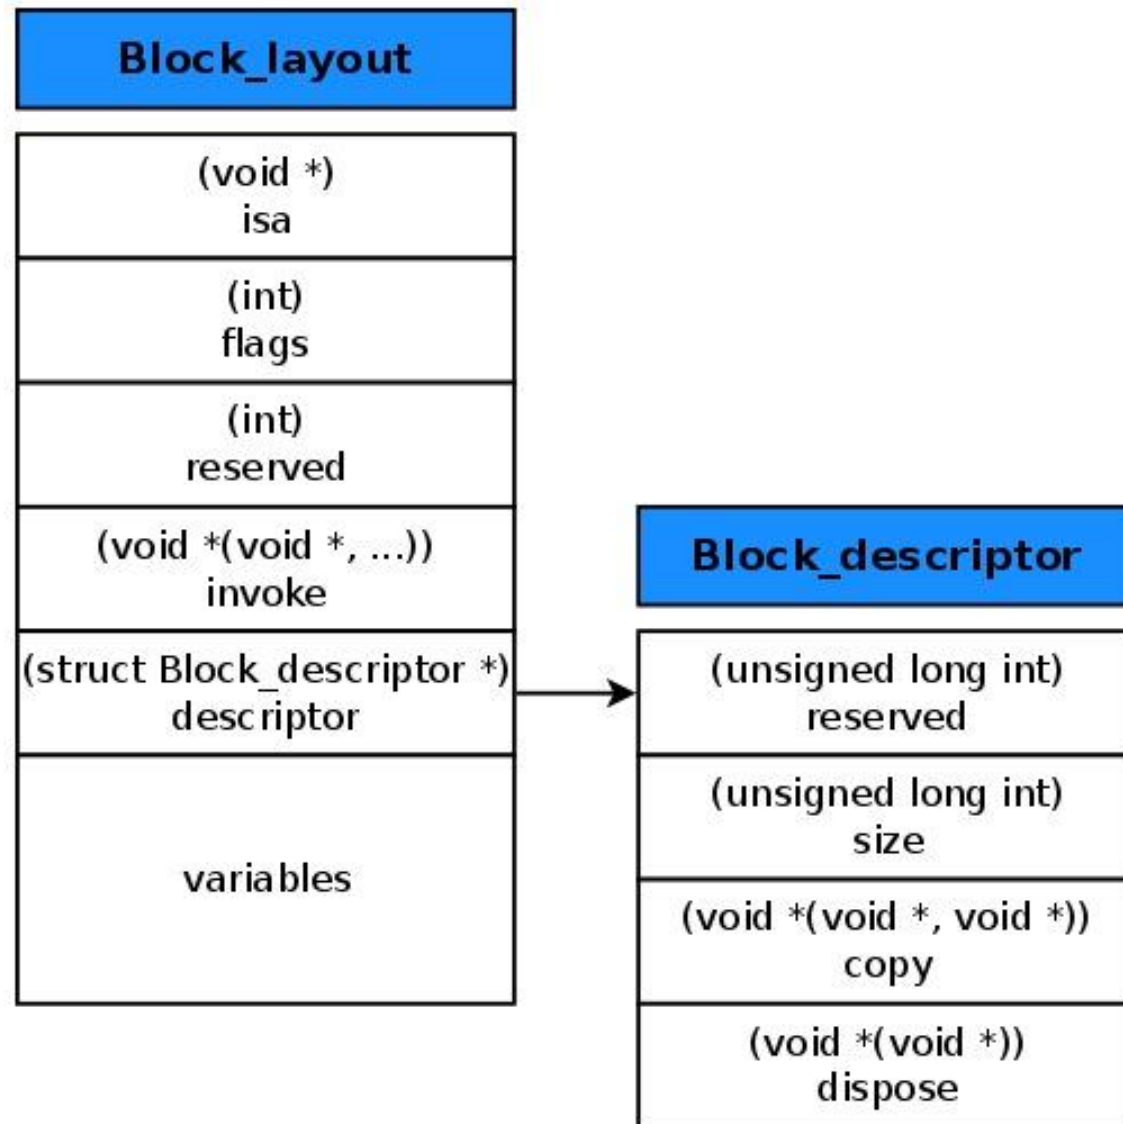 Block_layout
(void *)
isa
(int)
flags
(int)
reserved
(void *(void *, ...))
invoke
(struct Block_descriptor *)
descriptor
variables
Block_descriptor
(unsigned long int)
reserved
(unsigned long int)
size
(void *(void *, void *))
copy
(void *(void *))
dispose